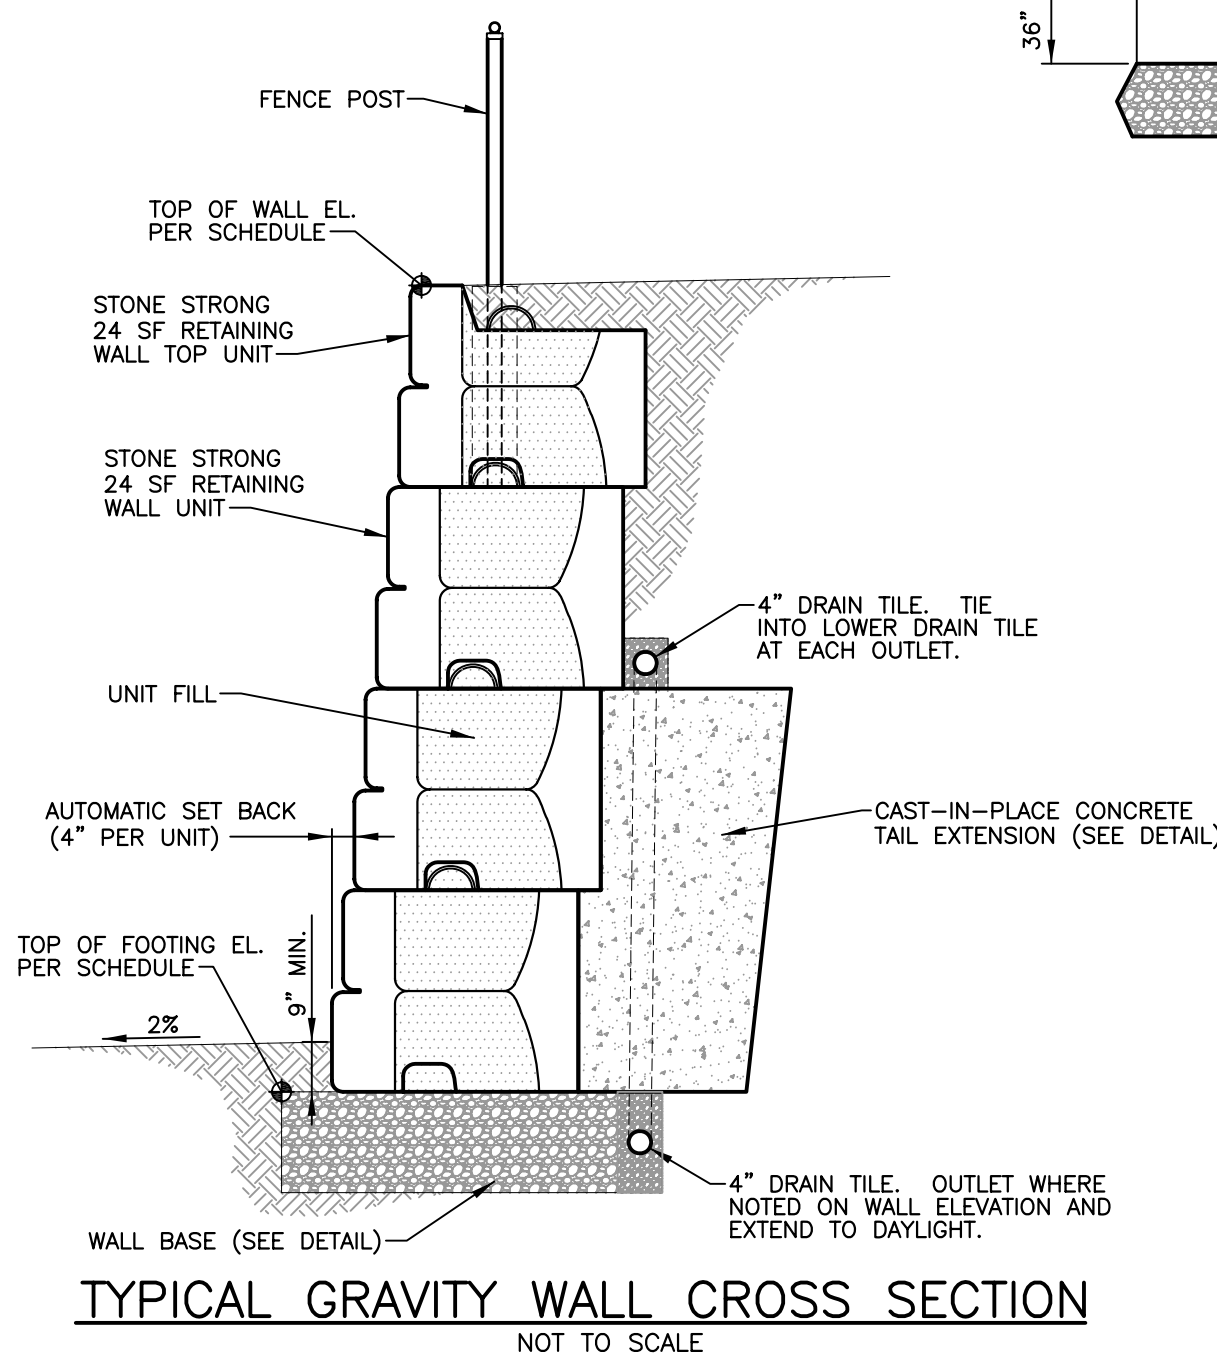 36”
FENCE POST
TOP OF WALL EL.
PER SCHEDULE
STONE STRONG
24 SF RETAINING
WALL TOP UNIT
STONE STRONG
24 SF RETAINING
WALL UNIT
4” DRAIN TILE. TIE
INTO LOWER DRAIN TILE
AT EACH OUTLET.
UNIT FILL
AUTOMATIC SET BACK
(4” PER UNIT)
CAST-IN-PLACE CONCRETE
TAIL EXTENSION (SEE DETAIL)
TOP OF FOOTING EL.
PER SCHEDULE
9” MIN.
2%
4” DRAIN TILE. OUTLET WHERE
NOTED ON WALL ELEVATION AND
EXTEND TO DAYLIGHT.
WALL BASE (SEE DETAIL)
TYPICAL GRAVITY WALL CROSS SECTION
NOT TO SCALE